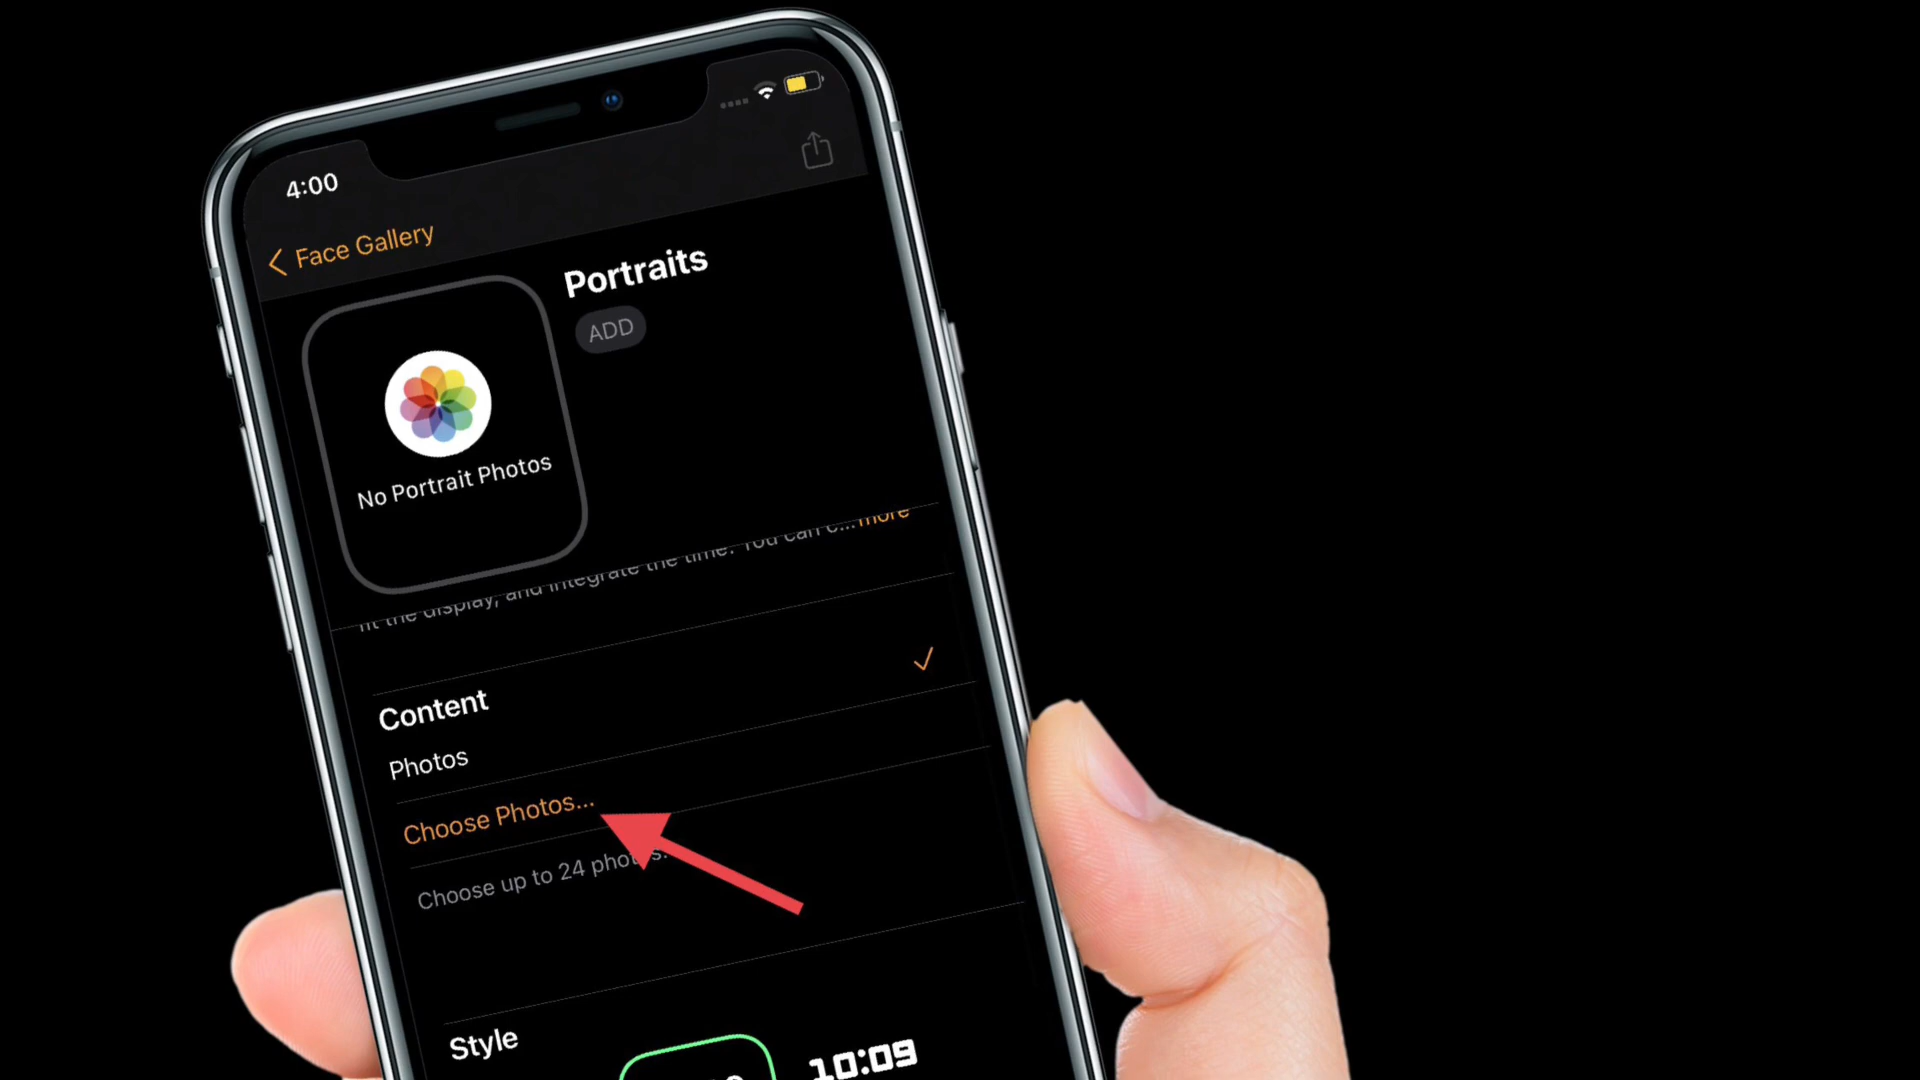 4:00
Face Gallery
Portraits
ADD
No Portrait Photos
fit the display, and integrate the time. You can c...more
Content
Photos
Choose Photos...
Choose up to 24 photos.
Style
10:09